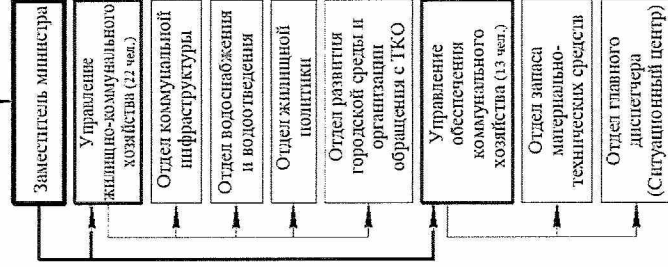 Заместитель министра
Управление
жилищно-коммунального
хозяйства (22 чел.)
Отдел коммунальной
инфраструктуры
Отдел водоснабжения
и водоотведения
Отдел жилищной
политики
Отдел развития
городской среды и
организации
обращения с ТКО
Управление
обеспечения
коммунального
хозяйства (13 чел.)
Отдел запаса
материально-
технических средств
Отдел главного
диспетчера
(Ситуационный центр)